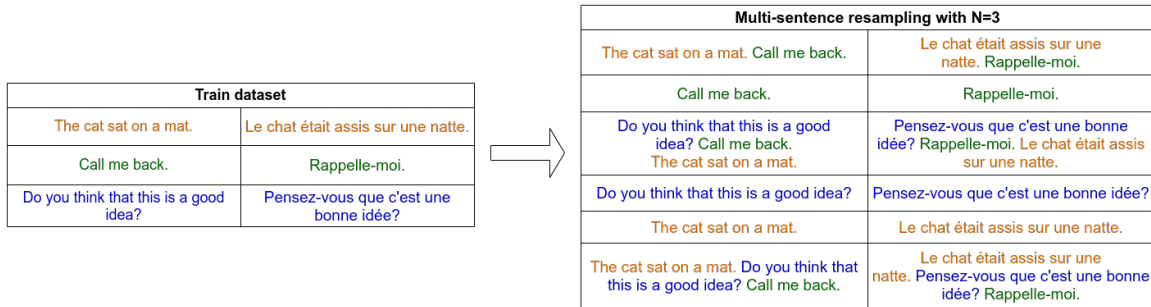 Train dataset
The cat sat on a mat.
Le chat était assis sur une natte.
Call me back.
Rappelle-moi.
Do you think that this is a good
idea?
Pensez-vous que c'est une
bonne idée?
Multi-sentence resampling with N=3
The cat sat on a mat. Call me back.
Le chat était assis sur une
natte. Rappelle-moi.
Call me back.
Rappelle-moi.
Do you think that this is a good
idea? Call me back.
The cat sat on a mat.
Pensez-vous que c'est une bonne
idée? Rappelle-moi. Le chat était assis
sur une natte.
Do you think that this is a good idea?
Pensez-vous que c'est une bonne idée?
The cat sat on a mat.
Le chat était assis sur une natte.
The cat sat on a mat. Do you think that
this is a good idea? Call me back.
Le chat était assis sur une
natte. Pensez-vous que c'est une bonne
idée? Rappelle-moi.